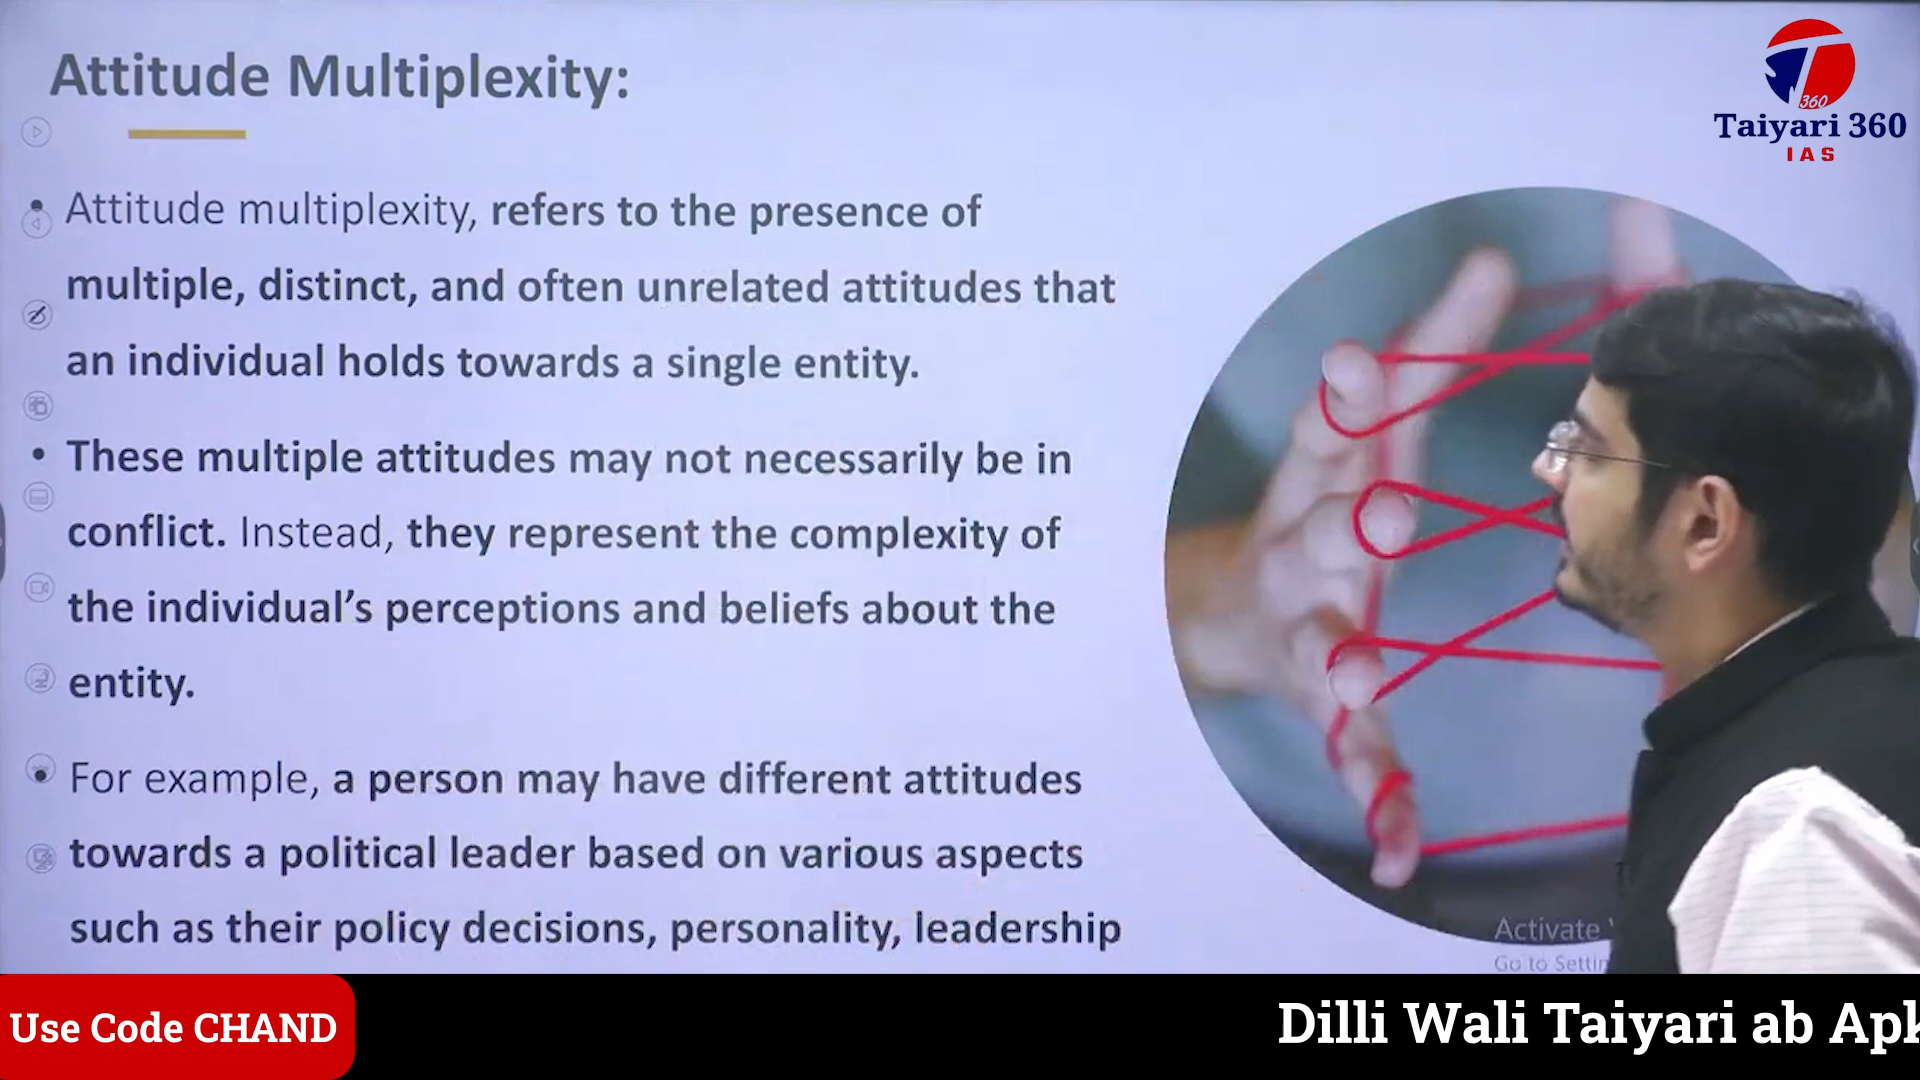 Attitude Multiplexity:
360
Taiyari 360
IAS
• Attitude multiplexity, refers to the presence of
multiple, distinct, and often unrelated attitudes that
an individual holds towards a single entity.
• These multiple attitudes may not necessarily be in
conflict. Instead, they represent the complexity of
the individual’s perceptions and beliefs about the
entity.
• For example, a person may have different attitudes
towards a political leader based on various aspects
such as their policy decisions, personality, leadership
Activate
Go to
Use Code CHAND
Dilli Wali Taiyari ab